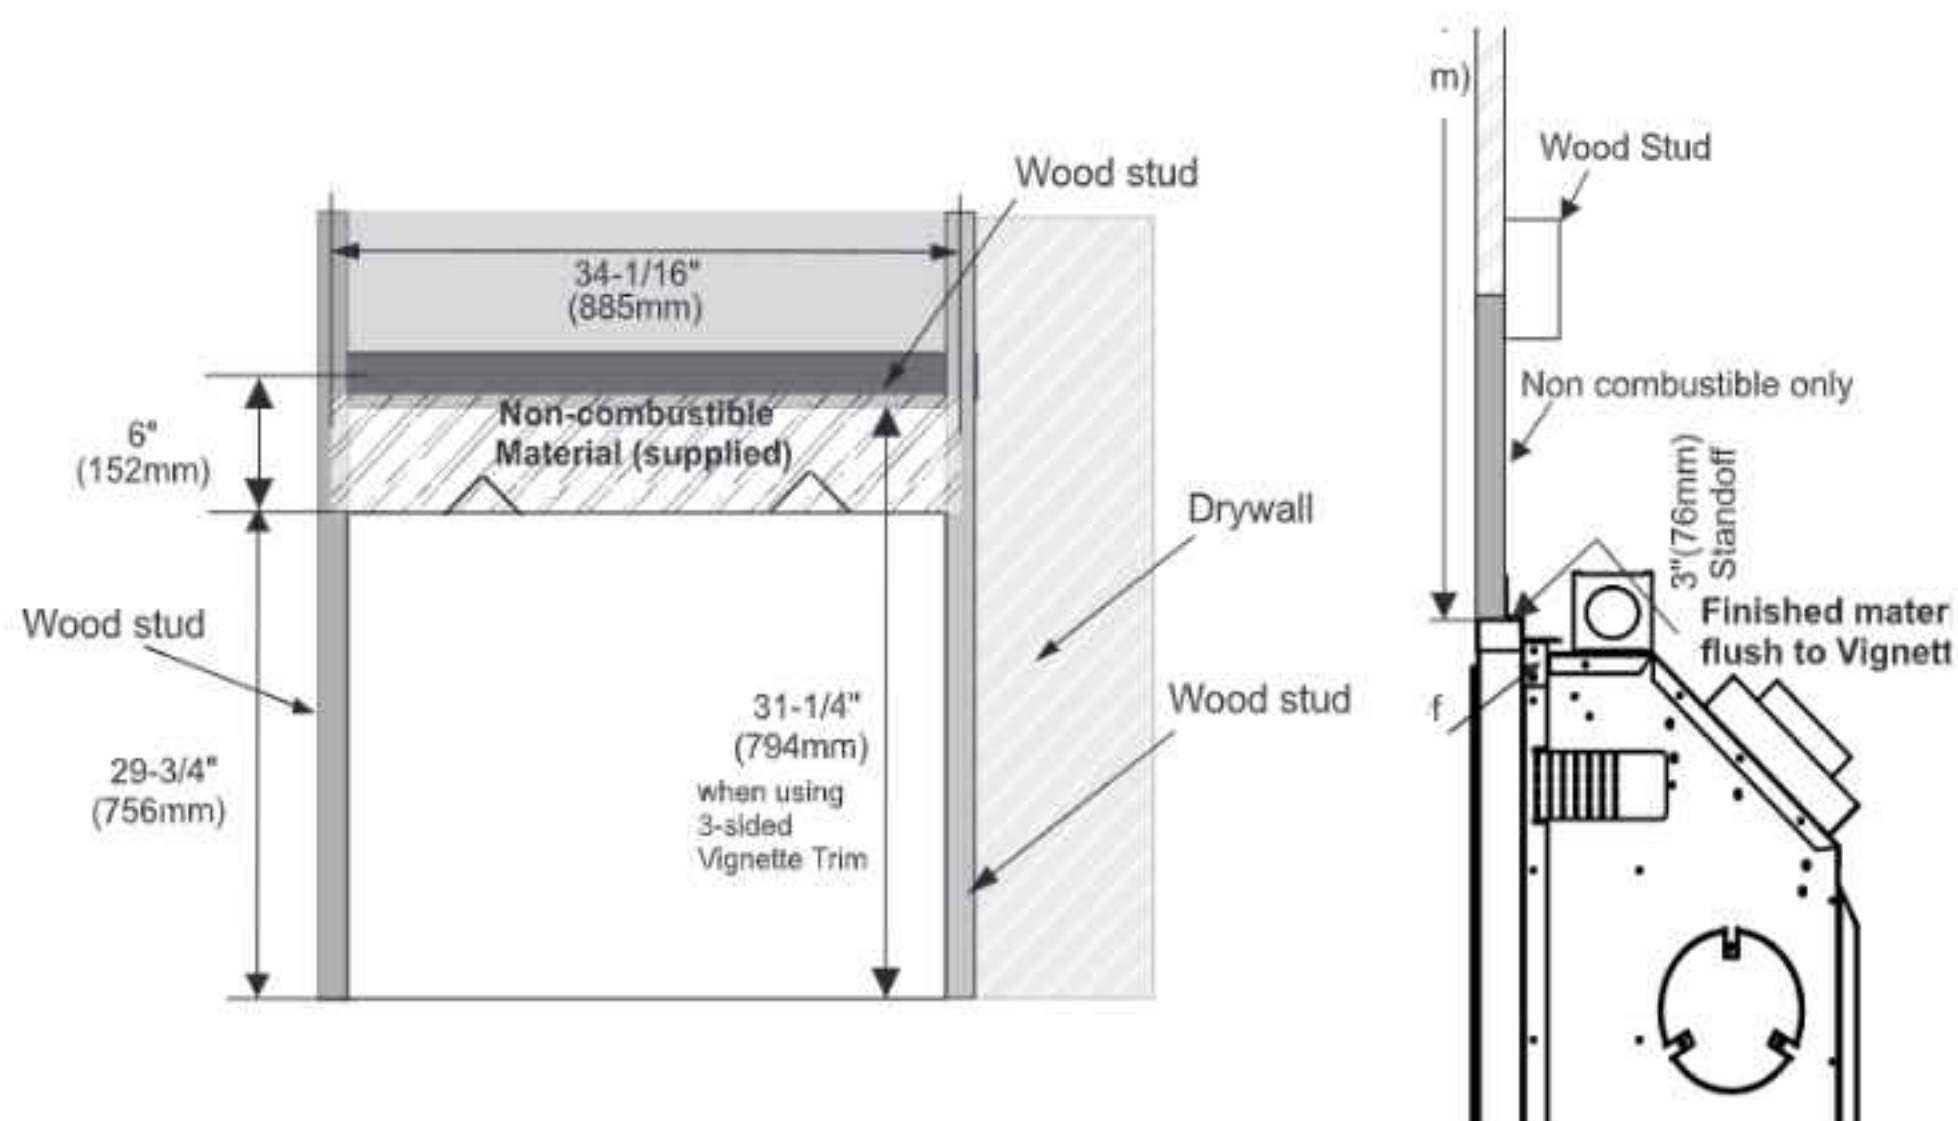 Wood stud
34-1/16"
(885mm)
Non-combustible
Material (supplied)
6"
(152mm)
Wood stud
29-3/4"
(756mm)
31-1/4"
(794mm)
when using
3-sided
Vignette Trim
Drywall
Wood stud
m)
Wood Stud
Non combustible only
3"(76mm)
Standoff
Finished mater
flush to Vignett
f